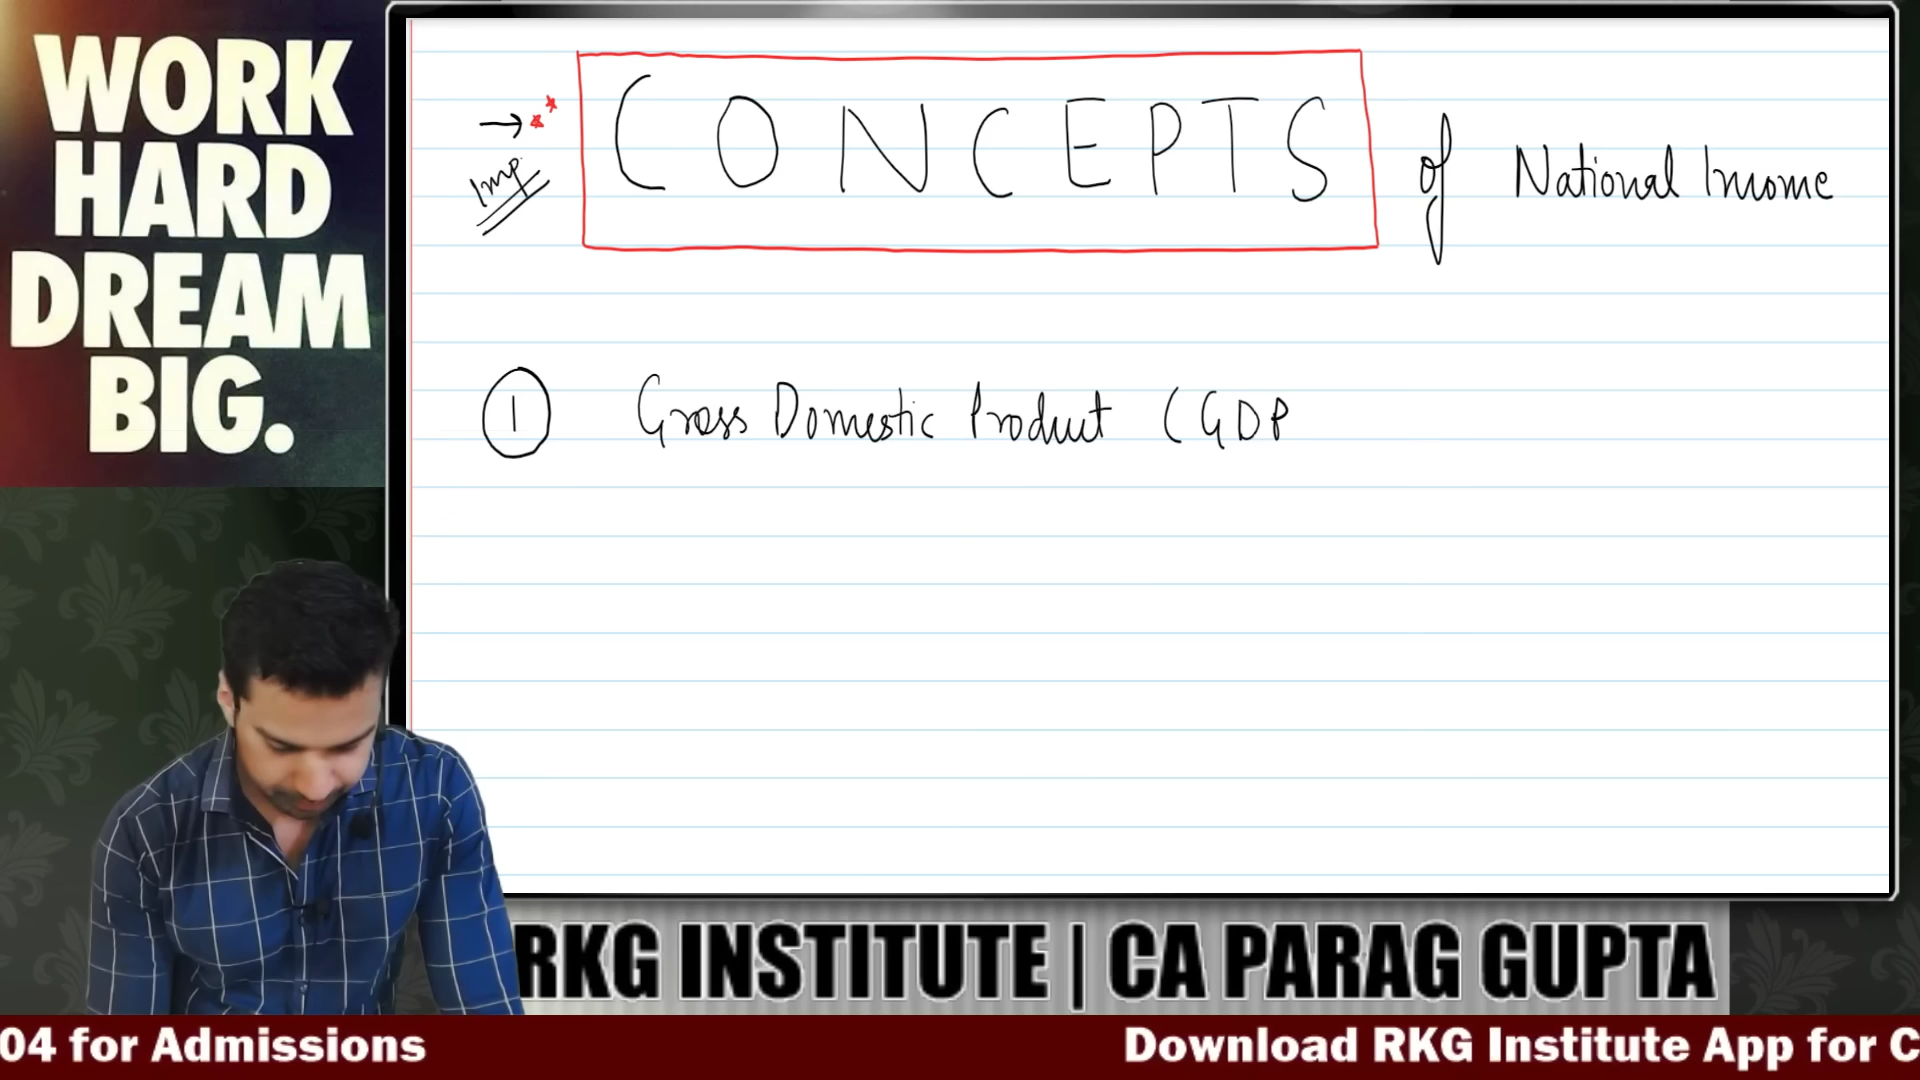 WORK
HARD
DREAM
BIG.
→ ** CONCEPTS of National Income
Imp.
① Gross Domestic Product (GDP
RKG INSTITUTE | CA PARAG GUPTA
04 for Admissions
Download RKG Institute App for C